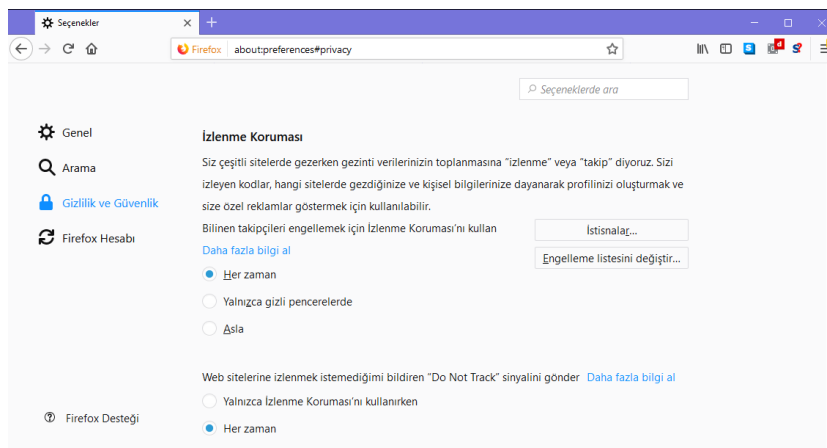 Seçenekler
Firefox
about:preferences#privacy
Seçeneklerde ara
Genel
Arama
Gizlilik ve Güvenlik
Firefox Hesabı
Firefox Desteği
İzlenme Koruması
Siz çeşitli sitelerde gezerken gezinti verilerinizin toplanmasına “izlenme” veya “takip” diyoruz. Sizi
izleyen kodlar, hangi sitelerde gezdiğinize ve kişisel bilgilerinize dayanarak profilinizi oluşturmak ve
size özel reklamlar göstermek için kullanılabilir.
Bilinen takipçileri engellemek için İzlenme Koruması’nı kullan
Daha fazla bilgi al
İstisnalar...
Engelleme listesini değiştir...
Her zaman
Yalnızca gizli pencerelerde
Asla
Web sitelerine izlenmek istemediğimi bildiren “Do Not Track” sinyalini gönder Daha fazla bilgi al
Yalnızca İzlenme Koruması’nı kullanırken
Her zaman